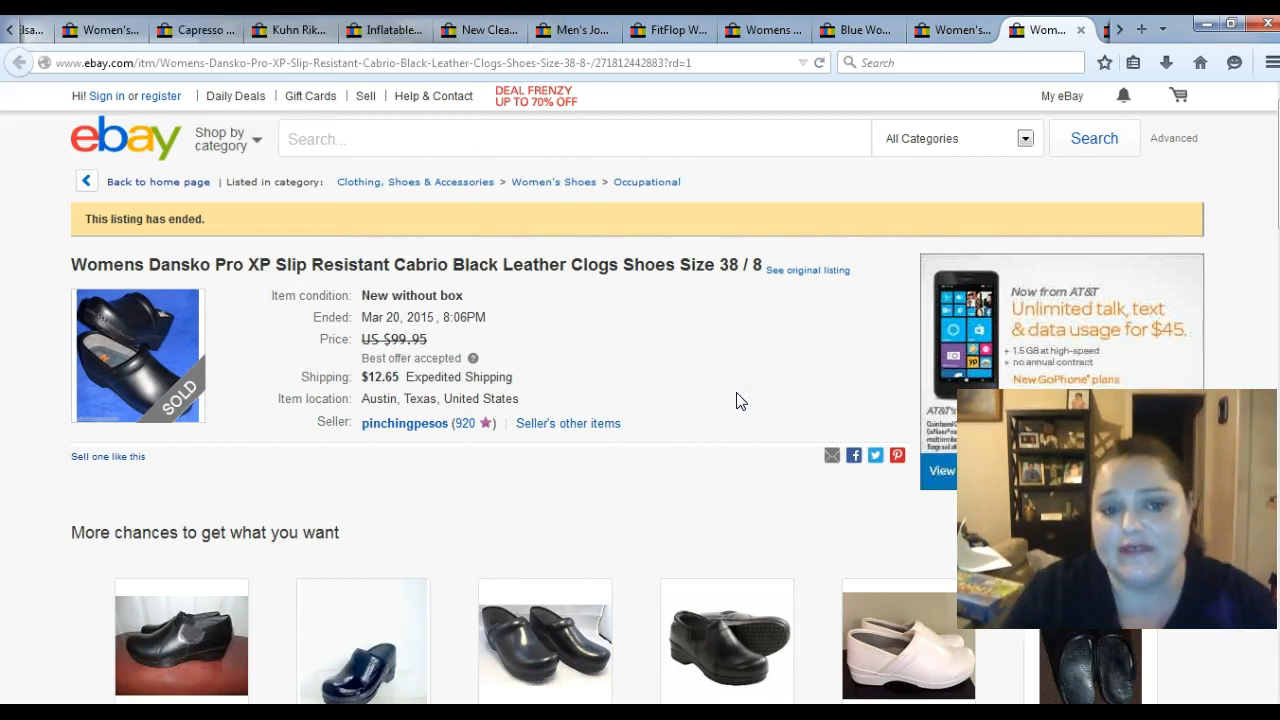 lsa...
Women's...
Capresso ...
Kuhn Rik...
Inflatable...
New Clea...
Men's Jo...
FitFlop W...
Womens ...
Blue Wo...
Women's...
Wom...
www.ebay.com/itm/Womens-Dansko-Pro-XP-Slip-Resistant-Cabrio-Black-Leather-Clogs-Shoes-Size-38-8-/271812442883?rd=1
Search
Hi! Sign in or register | Daily Deals | Gift Cards | Sell | Help & Contact
DEAL FRENZY
UP TO 70% OFF
My eBay
ebay
Shop by
category
Search...
All Categories
Search
Advanced
Back to home page | Listed in category: Clothing, Shoes & Accessories > Women's Shoes > Occupational
This listing has ended.
Womens Dansko Pro XP Slip Resistant Cabrio Black Leather Clogs Shoes Size 38 / 8 See original listing
SOLD
Item condition: New without box
Ended: Mar 20, 2015 , 8:06PM
Price: US $99.95
Best offer accepted
Shipping: $12.65 Expedited Shipping
Item location: Austin, Texas, United States
Seller: pinchingpesos (920 ) | Seller's other items
Sell one like this
Now from AT&T
Unlimited talk, text
& data usage for $45.
+ 1.5 GB at high-speed
+ no annual contract
New GoPhone® plans
AT&T's
View
More chances to get what you want